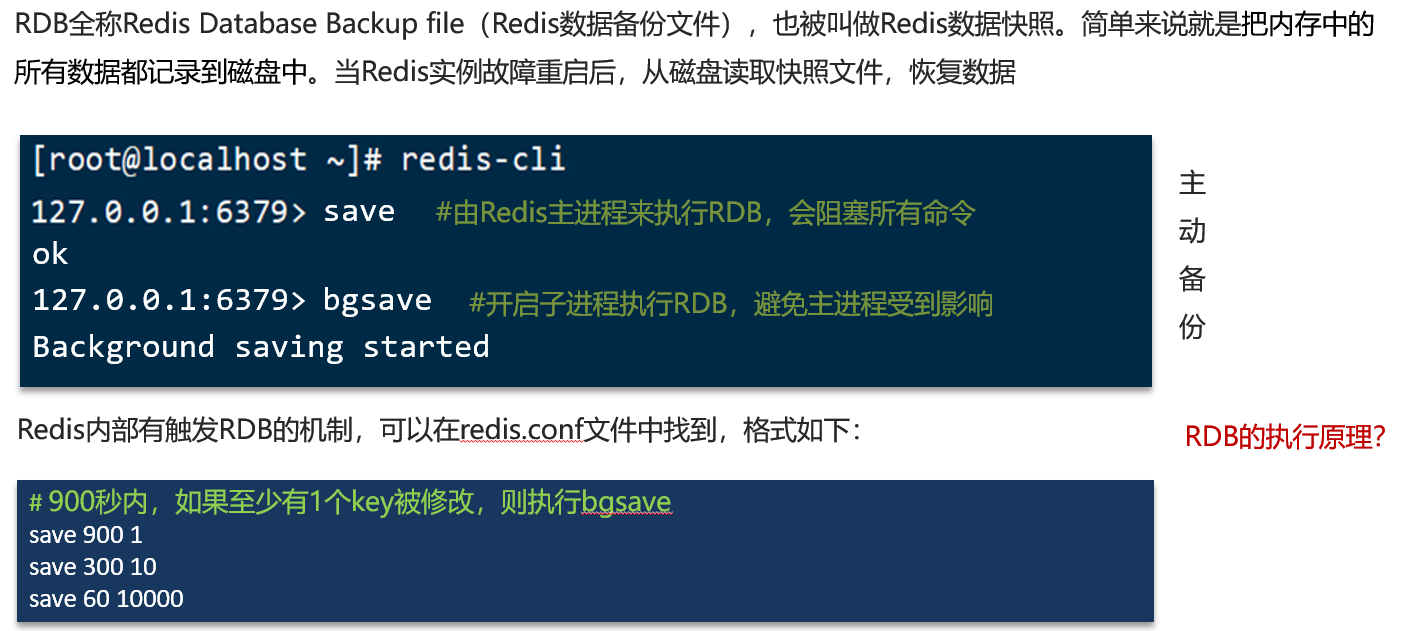 RDB全称Redis Database Backup file（Redis数据备份文件），也被叫做Redis数据快照。简单来说就是把内存中的
所有数据都记录到磁盘中。当Redis实例故障重启后，从磁盘读取快照文件，恢复数据
[root@localhost ~]# redis-cli
127.0.0.1:6379> save #由Redis主进程来执行RDB，会阻塞所有命令
ok
127.0.0.1:6379> bgsave #开启子进程执行RDB，避免主进程受到影响
Background saving started
主
动
备
份
Redis内部有触发RDB的机制，可以在redis.conf文件中找到，格式如下：
RDB的执行原理？
# 900秒内，如果至少有1个key被修改，则执行bgsave
save 900 1
save 300 10
save 60 10000